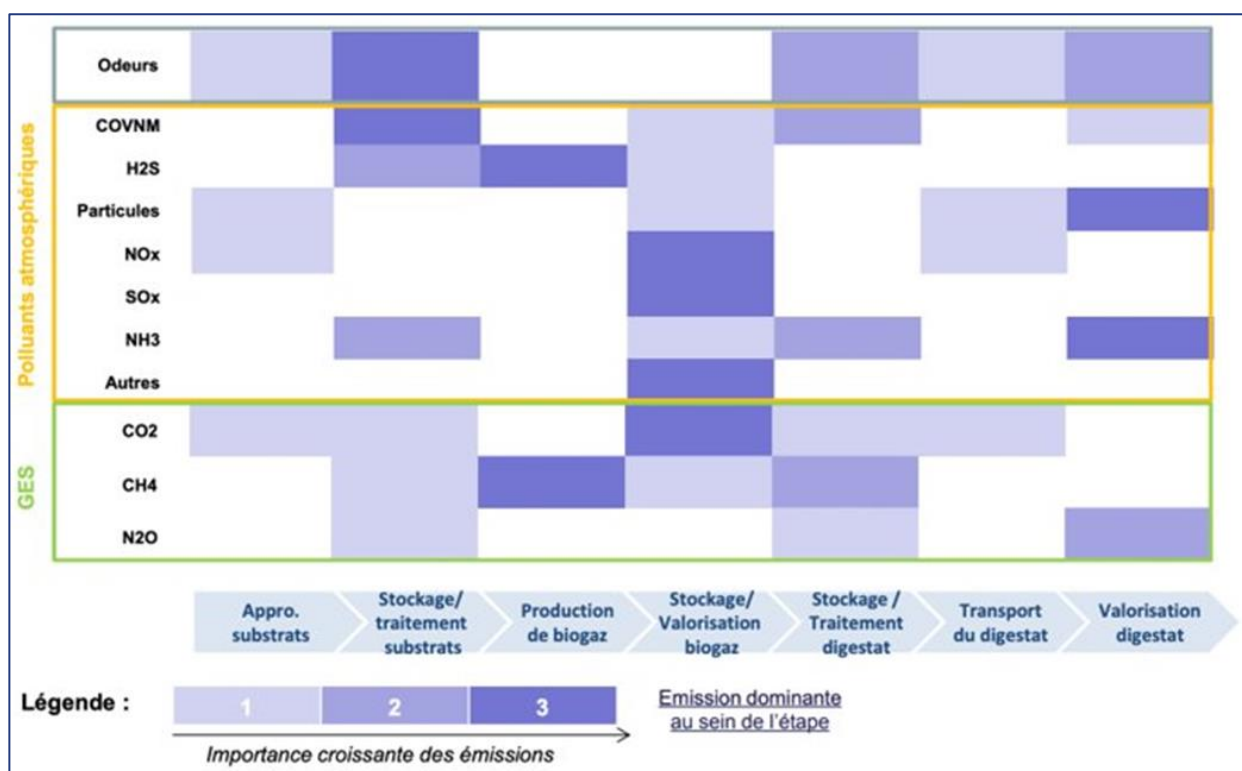 Odeurs
Polluants atmosphériques
COVNM
H2S
Particules
NOx
SOx
NH3
Autres
GES
CO2
CH4
N2O
Appro.
substrats
Stockage/
traitement
substrats
Production
de biogaz
Stockage/
Valorisation
biogaz
Stockage /
Traitement
digestat
Transport
du digestat
Valorisation
digestat
Légende :
1 2 3
Importance croissante des émissions
Emission dominante
au sein de l'étape